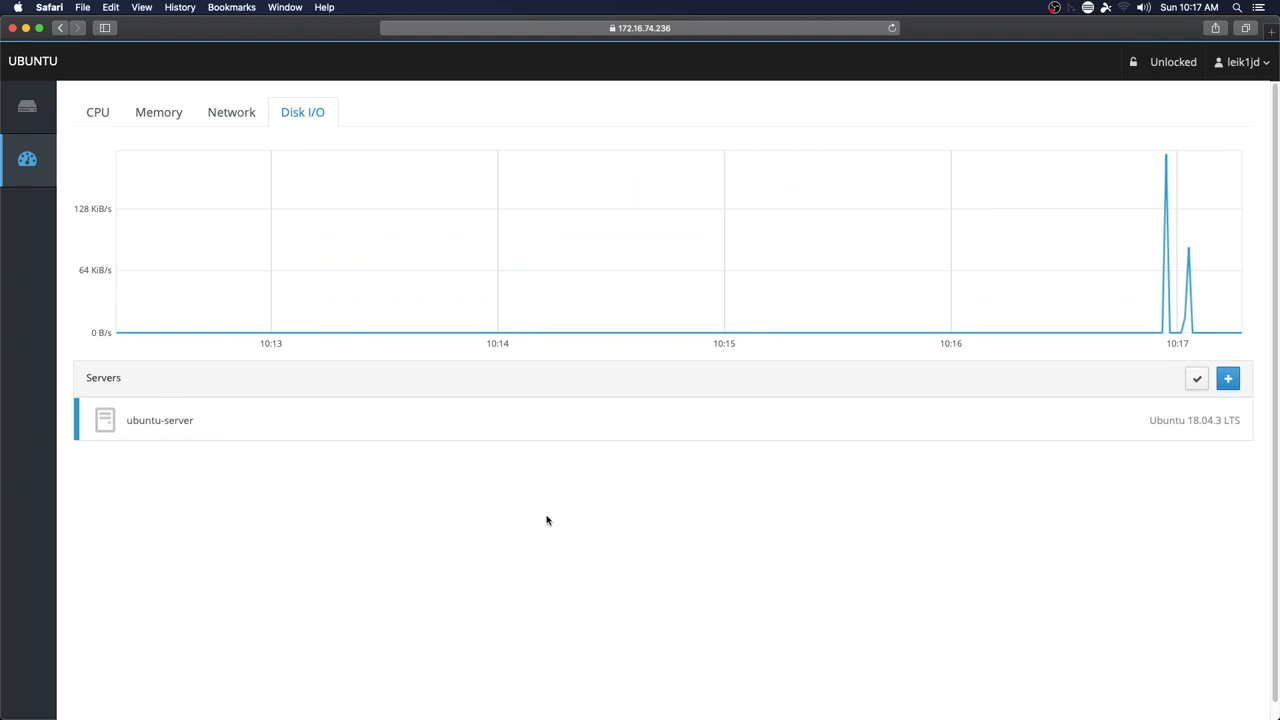 Safari File Edit View History Bookmarks Window Help Sun 10:17 AM
172.16.74.236
UBUNTU Unlocked leik1jd
CPU Memory Network Disk I/O
128 KiB/s
64 KiB/s
0 B/s
10:13 10:14 10:15 10:16 10:17
Servers
ubuntu-server Ubuntu 18.04.3 LTS